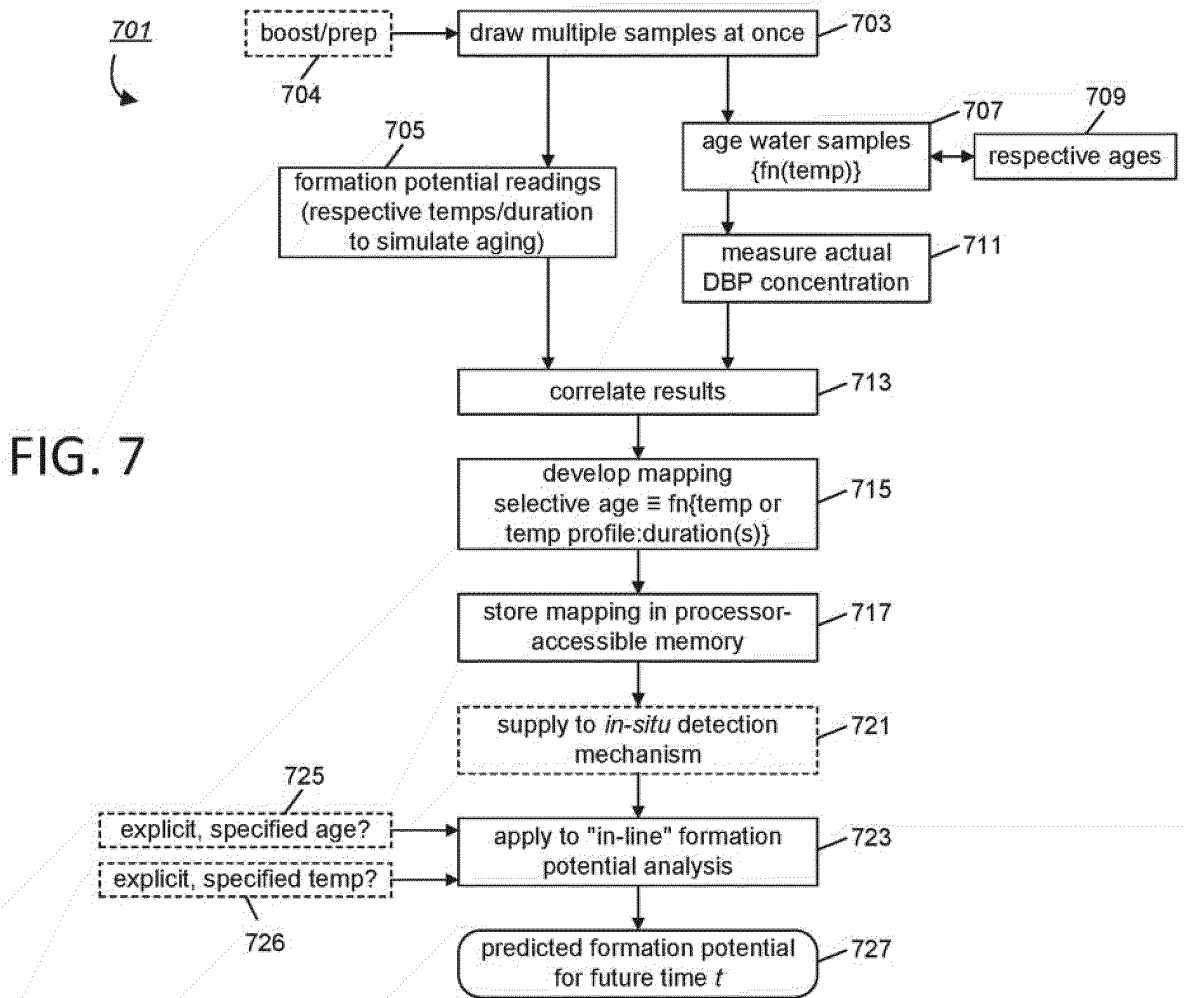 701
boost/prep
704
draw multiple samples at once
703
705
formation potential readings
(respective temps/duration
to simulate aging)
707
age water samples
{fn(temp)}
709
respective ages
measure actual
DBP concentration
711
correlate results
713
FIG. 7
develop mapping
selective age ≡ fn{temp or
temp profile:duration(s)}
715
store mapping in processor-
accessible memory
717
supply to in-situ detection
mechanism
721
725
explicit, specified age?
apply to "in-line" formation
potential analysis
723
explicit, specified temp?
726
predicted formation potential
for future time t
727